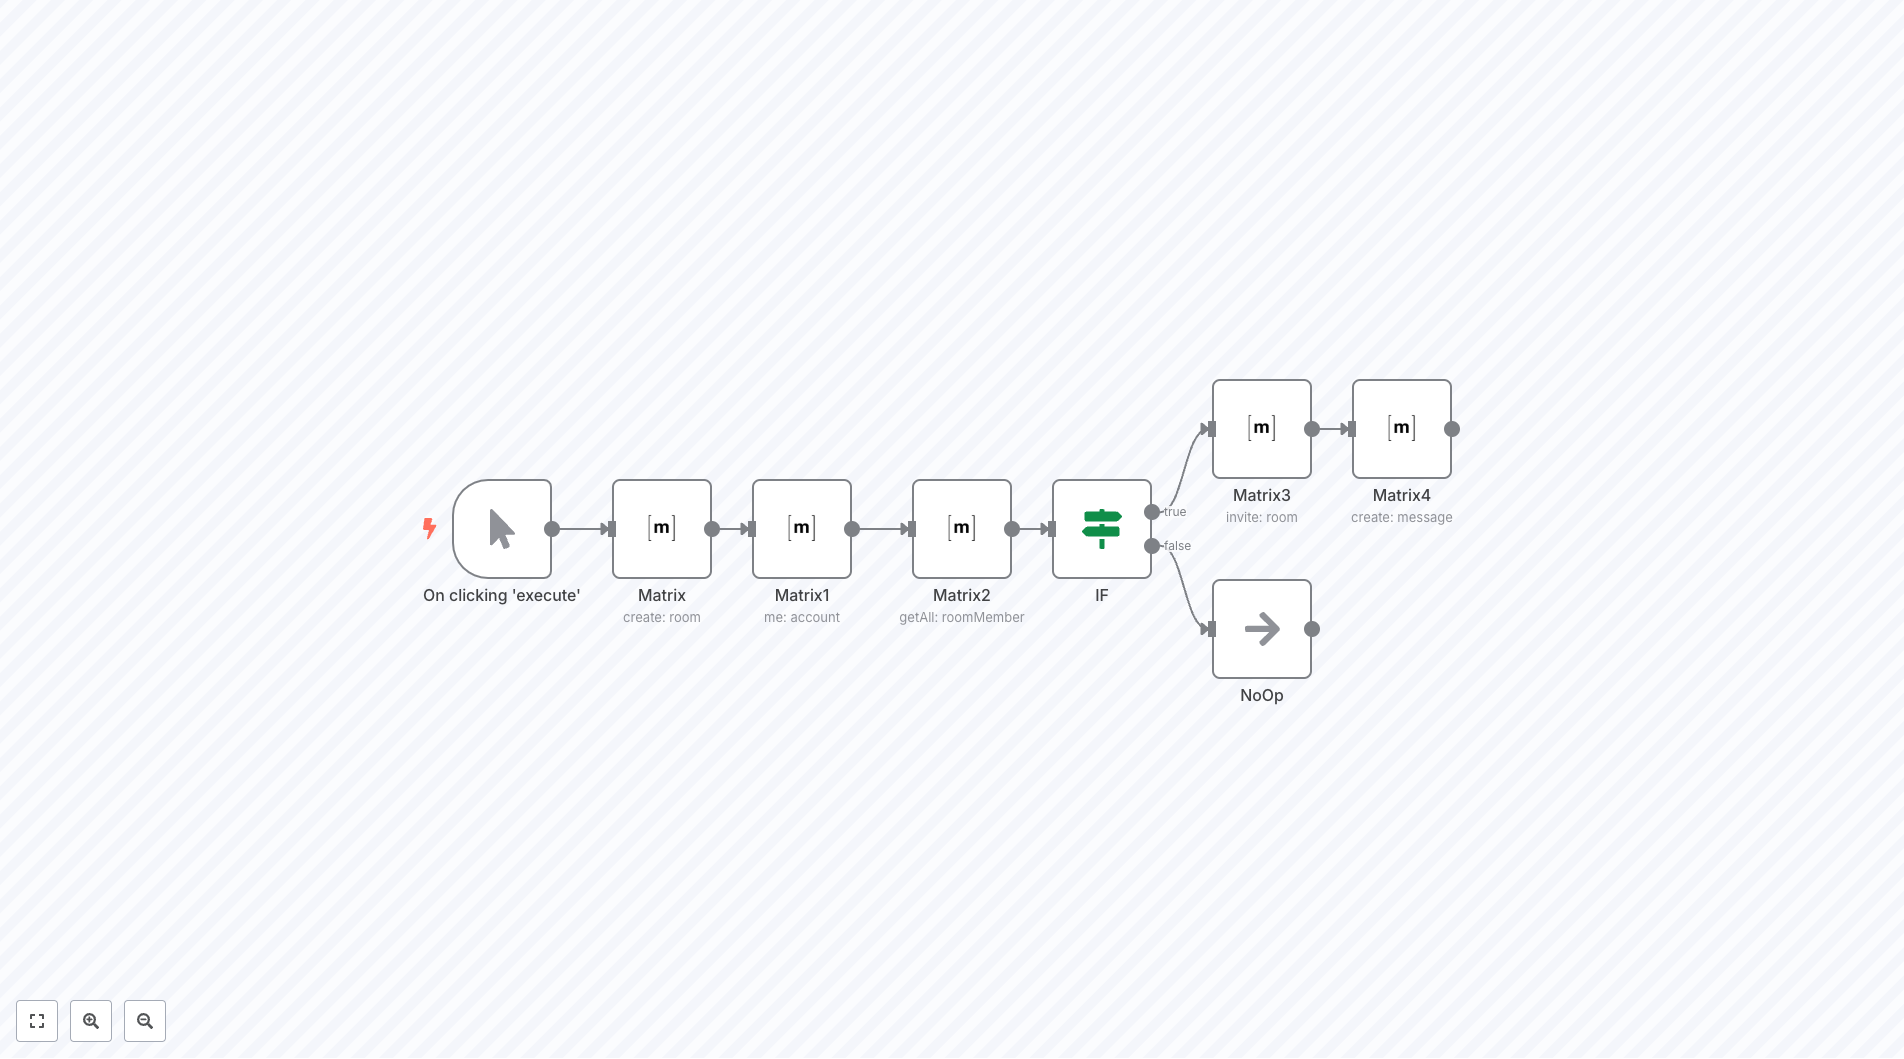 [m]
Matrix3
invite: room
[m]
Matrix4
create: message
On clicking 'execute'
[m]
Matrix
create: room
[m]
Matrix1
me: account
[m]
Matrix2
getAll: roomMember
IF
true
false
NoOp